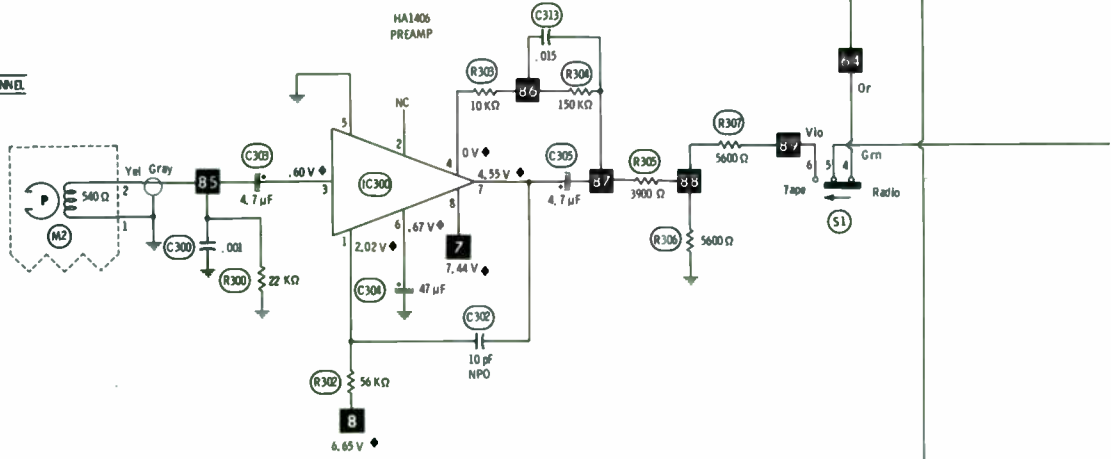 HA1406
PREAMP
C313
.015
R303
10 KΩ
86
R304
150 KΩ
64
Or
NNEL
5
NC
2
Yel Gray
2
540 Ω
P
M2
1
85
C303
4.7 µF
.60 V ♦
3
IC300
4
0 V ♦
4.55 V ♦
7
8
C305
4.7 µF
87
R305
3900 Ω
88
R307
5600 Ω
89
Vio
6
Grn
5
4
Tape
Radio
S1
C300
.001
R300
22 KΩ
1
2.02 V ♦
6
.67 V ♦
7
7.44 V ♦
R306
5600 Ω
C304
47 µF
C302
10 pF
NPO
R302
56 KΩ
8
6.65 V ♦